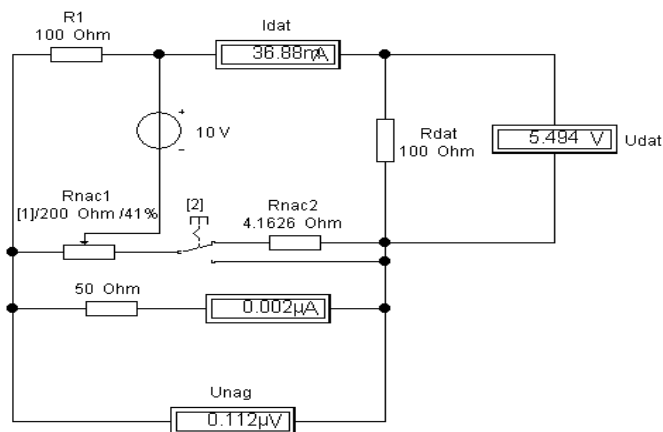 R1
100 Ohm
Idat
36.88mA
10 V
+
-
Rdat
100 Ohm
5.494 V
Udat
Rnac1
[1]/200 Ohm /41%
[2]
Rnac2
4.1626 Ohm
50 Ohm
0.002µA
Unag
0.112µV